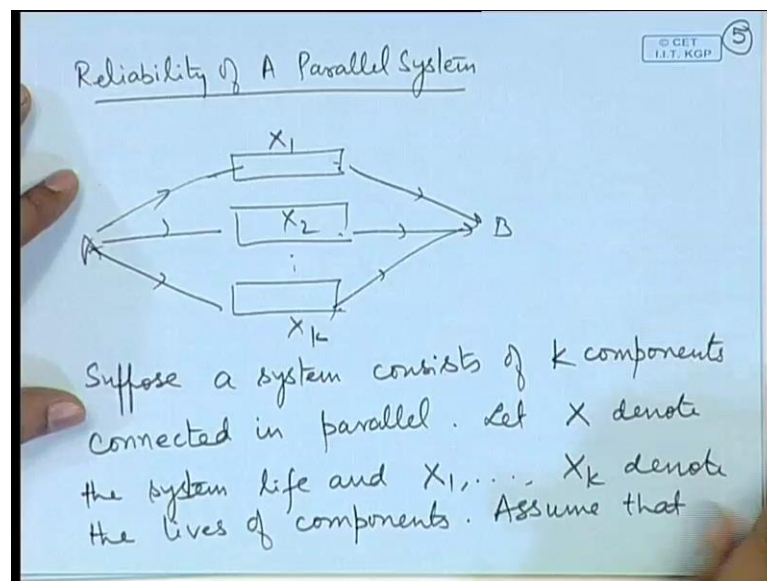 © CET
I.I.T. KGP
5
Reliability of A Parallel System
X1
A
X2
B
Xk
Suppose a system consists of k components
connected in parallel. Let X denote
the system life and X1, ...., Xk denote
the lives of components. Assume that